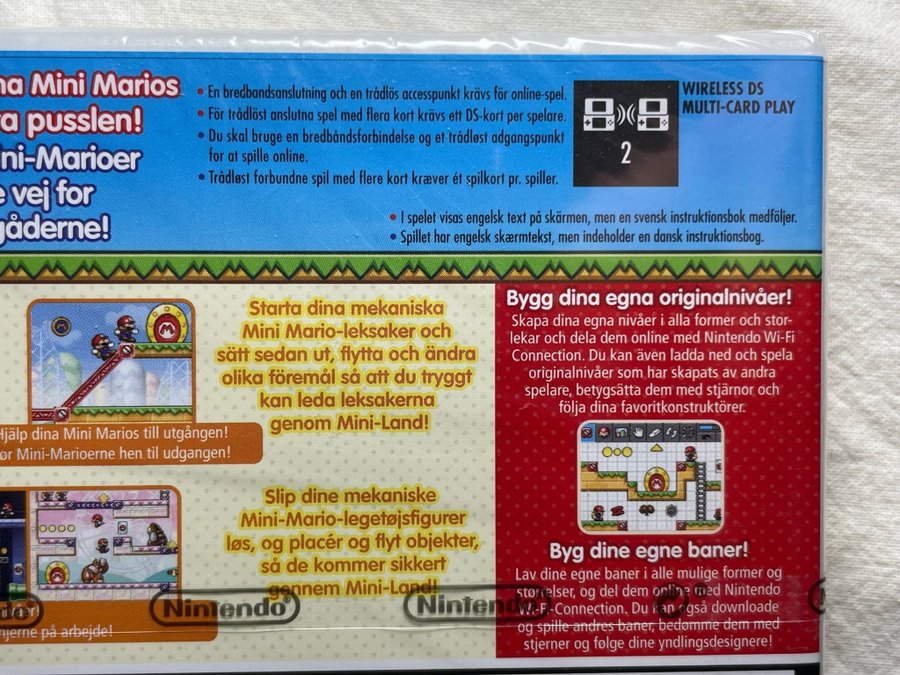 na Mini Marios
a pusslen!
ni-Marioer
e vej for
gåderne!
• En bredbandsanslutning och en trådlös accesspunkt krävs för online-spel.
• För trådlöst anslutna spel med flera kort krävs ett DS-kort per spelare.
• Du skal bruge en bredbåndsforbindelse og et trådløst adgangspunkt
for at spille online.
• Trådløst forbundne spil med flere kort kræver ét spilkort pr. spiller.
2
WIRELESS DS
MULTI-CARD PLAY
• I spelet visas engelsk text på skärmen, men en svensk instruktionsbok medföljer.
• Spillet har engelsk skærmtekst, men indeholder en dansk instruktionsbog.
Hjälp dina Mini Marios till utgången!
ør Mini-Marioerne hen til udgangen!
Starta dina mekaniska
Mini Mario-leksaker och
sätt sedan ut, flytta och ändra
olika föremål så att du tryggt
kan leda leksakerna
genom Mini-Land!
Slip dine mekaniske
Mini-Mario-legetøjsfigurer
løs, og placér og flyt objekter,
så de kommer sikkert
gennem Mini-Land!
njerne på arbejde!
Bygg dina egna originalnivåer!
Skapa dina egna nivåer i alla former och stor-
lekar och dela dem online med Nintendo Wi-Fi
Connection. Du kan även ladda ned och spela
originalnivåer som har skapats av andra
spelare, betygsätta dem med stjärnor och
följa dina favoritkonstruktörer.
Byg dine egne baner!
Lav dine egne baner i alle mulige former og
størrelser, og del dem online med Nintendo
Wi-Fi Connection. Du kan også downloade
og spille andres baner, bedømme dem med
stjerner og følge dine yndlingsdesignere!
Nintendo®
Nintendo®